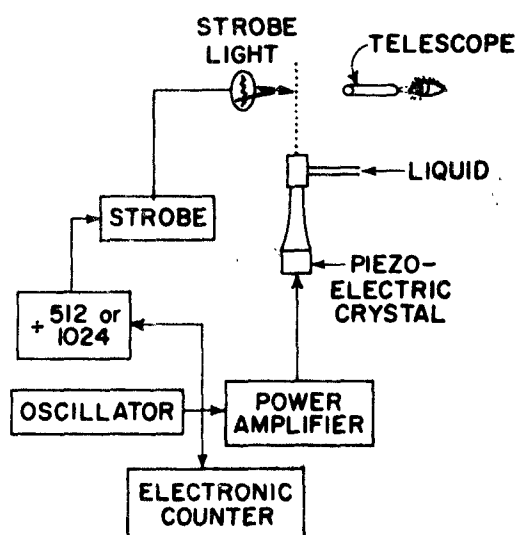 STROBE
LIGHT
TELESCOPE
LIQUID
STROBE
PIEZO-
ELECTRIC
CRYSTAL
+ 512 or
1024
OSCILLATOR
POWER
AMPLIFIER
ELECTRONIC
COUNTER